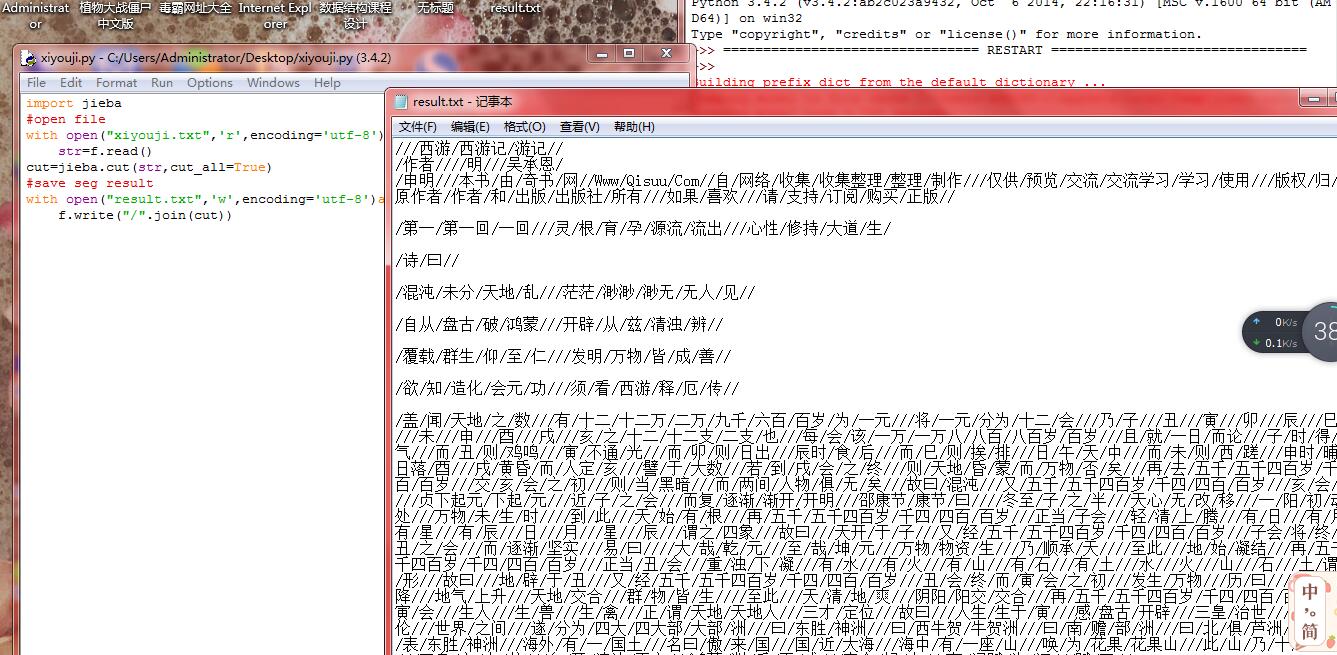 Administrat or
植物大战僵尸 中文版
毒霸网址大全
Internet Expl orer
数据结构课程 设计
无标题
result.txt
Python 3.4.2 (v3.4.2:ab2c023a9432, Oct  6 2014, 22:16:31) [MSC v.1600 64 bit (AM
D64)] on win32
Type "copyright", "credits" or "license()" for more information.
>>> ================================ RESTART ================================
>>>
Building prefix dict from the default dictionary ...
xiyouji.py - C:/Users/Administrator/Desktop/xiyouji.py (3.4.2)
File Edit Format Run Options Windows Help
import jieba
#open file
with open("xiyouji.txt",'r',encoding='utf-8')
    str=f.read()
cut=jieba.cut(str,cut_all=True)
#save seg result
with open("result.txt",'w',encoding='utf-8')a
    f.write("/".join(cut))
result.txt - 记事本
文件(F) 编辑(E) 格式(O) 查看(V) 帮助(H)
///西游/西游记/游记//
/作者////明///吴承恩/
/申明///本书/由/奇书/网//Www/Qisuu/Com//自/网络/收集/收集整理/整理/制作///仅供/预览/交流/交流学习/学习/使用///版权/归/
原作者/作者/和/出版/出版社/所有///如果/喜欢///请/支持/订阅/购买/正版//
/第一/第一回/一回///灵/根/育/孕/源流/流出///心性/修持/大道/生/
/诗/曰//
/混沌/未分/天地/乱///茫茫/渺渺/渺无/无人/见//
/自从/盘古/破/鸿蒙///开辟/从/兹/清浊/辨//
/覆载/群生/仰/至/仁///发明/万物/皆/成/善//
/欲/知/造化/会元/功///须/看/西游/释/厄/传//
/盖/闻/天地/之/数///有/十二/十二万/二万/九千/六百/百岁/为/一元///将/一元/分为/十二/会///乃/子///丑///寅///卯///辰///巳
///未///申///酉///戌///亥/之/十二/十二支/二支/也///每/会/该/一万/一万八/八百/八百岁/百岁///且/就/一日/而论///子/时/得
气///而/丑/则/鸡鸣///寅/不通/光///而/卯/则/日出///辰时/食/后///而/巳/则/挨/排///日/午/天/中///而/未/则/西/蹉///申时/晡
日落/酉///戌/黄昏/而/人定/亥///譬/于/大数///若/到/戌/会/之/终///则/天地/昏/蒙/而/万物/否/矣///再/去/五千/五千四百岁/千
百/百岁///交/亥/会/之/初///则/当/黑暗///而/两间/人物/俱/无/矣///故/曰/混沌///又/五千/五千四百岁/千四/四百/百岁///亥/会/
///贞下起元/下起/元///近/子/之/会///而复/逐渐/渐开/开明///邵康节/康节/曰////冬至/子/之/半///天心/无/改/移///一/阳/初/动
处///万物/未/生/时////到/此///天/始/有/根///再/五千/五千四百岁/千四/四百/百岁///正当/子会///轻/清/上/腾///有/日///有/月
有/星///有/辰///日/月///星///辰///谓之/四象///故曰///天开/于/子///又/经/五千/五千四百岁/千四/四百/百岁///子会/将/终/
丑/之/会///而/逐渐/坚实///易/曰////大/哉/乾/元///至/哉/坤/元///万物/物资/生///乃/顺承/天////至此///地/始/凝结///再/五千
千四百岁/千四/四百/百岁///正当/丑/会///重/浊/下/凝///有/水///有/火///有/山///有/石///有/土///水///火///山///石///土/谓
/形///故曰///地/辟/于/丑///又/经/五千/五千四百岁/千四/四百/百岁///丑/会/终/而/寅/会/之/初///发生/万物///历/曰////
降///地气/上升///天地/交合///群/物/皆/生////至此///天/清/地/爽///阴阳/阳交/交合///再/五千/五千四百岁/千四/四百/百
寅/会///生人///生/兽///生/禽///正/谓/天地/天地人///三才/定位///故曰///人生/生于/寅///感/盘古/开辟///三皇/治世///
伦///世界/之间///遂/分为/四大/四大部/大部/洲///曰/东胜/神洲///曰/西牛贺/牛贺洲///曰/南/赡/部/洲///曰/北/俱/芦洲//
/表/东胜/神洲///海外/有/一/国土///名曰/傲/来/国///国/近/大海///海中/有/一座/山///唤/为/花果/花果山/果山///此/山/乃/十
0K/s
0.1K/s
38
中
简